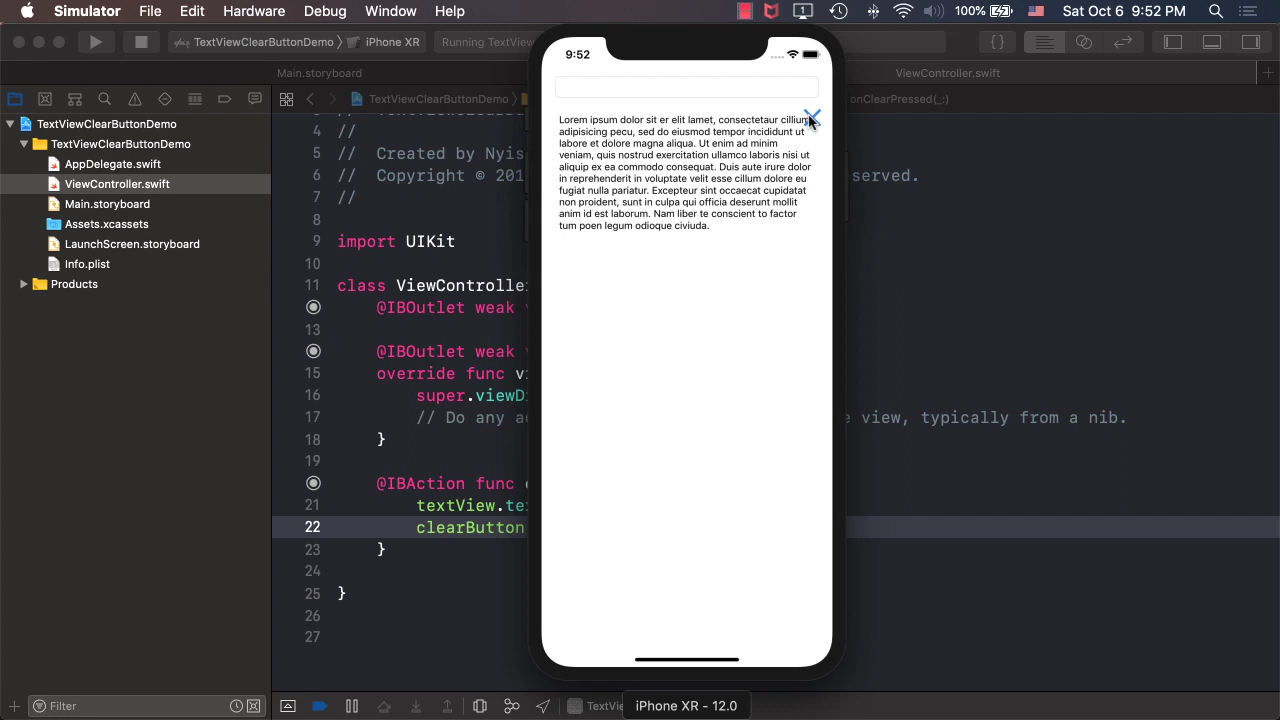 Simulator File Edit Hardware Debug Window Help 100% Sat Oct 6 9:52 PM
TextViewClearButtonDemo iPhone XR Running TextView
Main.storyboard ViewController.swift
TextViewClearButtonDemo onClearPressed(_:)
TextViewClearButtonDemo
TextViewClearButtonDemo
AppDelegate.swift
ViewController.swift
Main.storyboard
Assets.xcassets
LaunchScreen.storyboard
Info.plist
Products
Filter
4 //
5 // Created by Nyis
6 // Copyright © 201 served.
7 //
8
9 import UIKit
10
11 class ViewController
@IBOutlet weak v
13
@IBOutlet weak v
15 override func vi
16 super.viewDi
17 // Do any ad e view, typically from a nib.
18 }
19
@IBAction func
21 textView.tex
22 clearButton
23 }
24
25 }
26
27
9:52
Lorem ipsum dolor sit er elit lamet, consectetaur cillium
adipisicing pecu, sed do eiusmod tempor incididunt ut
labore et dolore magna aliqua. Ut enim ad minim
veniam, quis nostrud exercitation ullamco laboris nisi ut
aliquip ex ea commodo consequat. Duis aute irure dolor
in reprehenderit in voluptate velit esse cillum dolore eu
fugiat nulla pariatur. Excepteur sint occaecat cupidatat
non proident, sunt in culpa qui officia deserunt mollit
anim id est laborum. Nam liber te conscient to factor
tum poen legum odioque civiuda.
TextVie
iPhone XR - 12.0